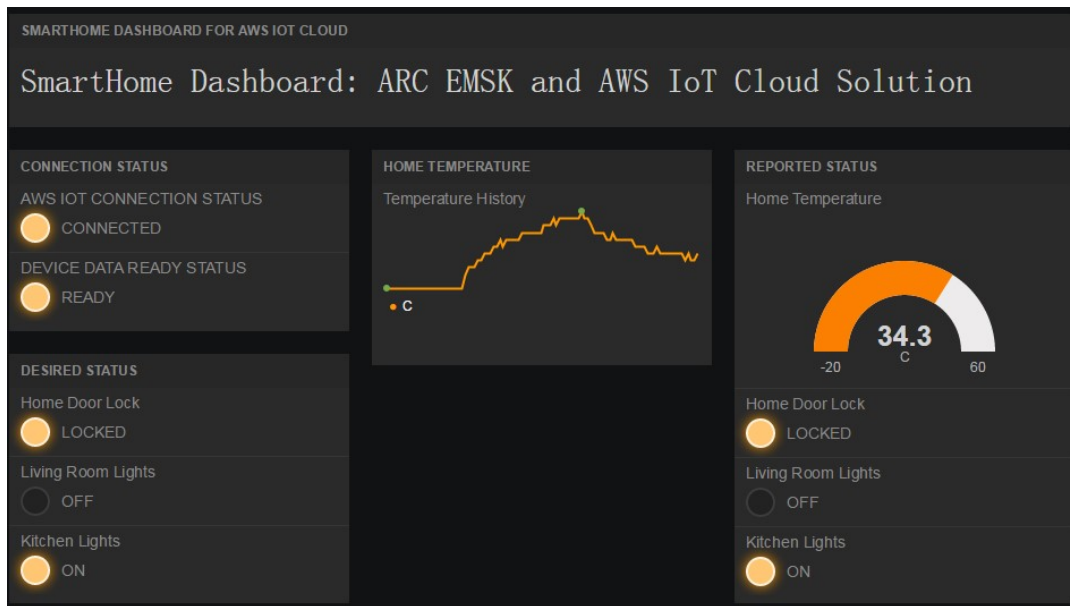 SMARTHOME DASHBOARD FOR AWS IOT CLOUD
SmartHome Dashboard: ARC EMSK and AWS IoT Cloud Solution
CONNECTION STATUS
AWS IOT CONNECTION STATUS
CONNECTED
DEVICE DATA READY STATUS
READY
DESIRED STATUS
Home Door Lock
LOCKED
Living Room Lights
OFF
Kitchen Lights
ON
HOME TEMPERATURE
Temperature History
C
REPORTED STATUS
Home Temperature
34.3
C
-20
60
Home Door Lock
LOCKED
Living Room Lights
OFF
Kitchen Lights
ON